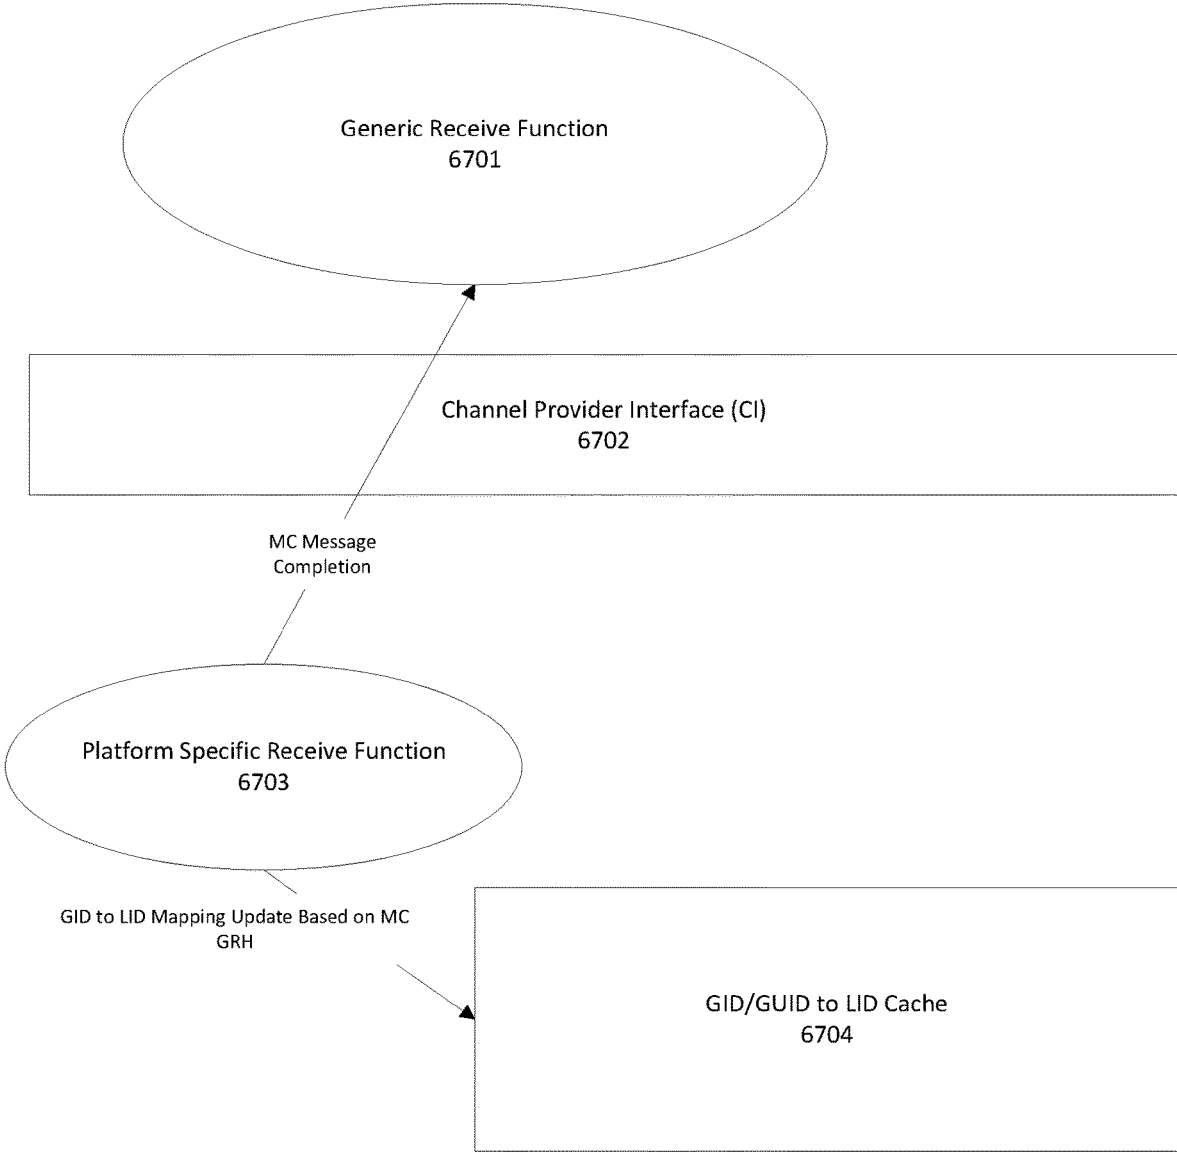 Generic Receive Function
6701
Channel Provider Interface (CI)
6702
MC Message
Completion
Platform Specific Receive Function
6703
GID to LID Mapping Update Based on MC
GRH
GID/GUID to LID Cache
6704